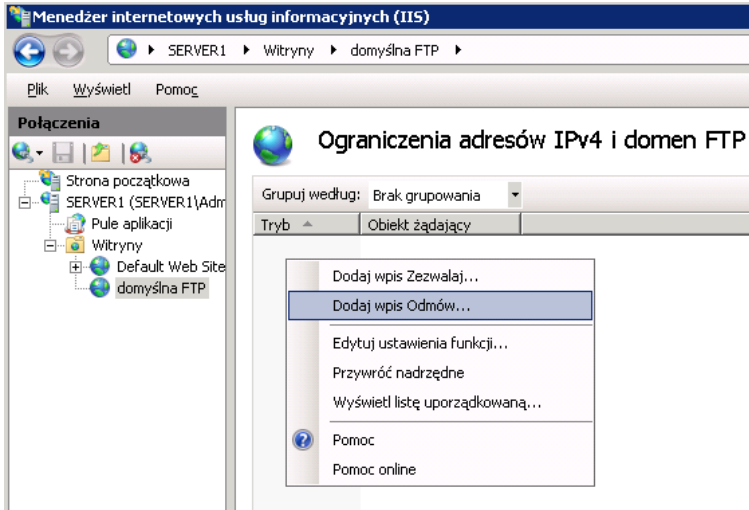 Menedżer internetowych usług informacyjnych (IIS)
SERVER1 Witryny domyślna FTP
Plik Wyświetl Pomoc
Połączenia
Strona początkowa
SERVER1 (SERVER1\Adm
Pule aplikacji
Witryny
Default Web Site
domyślna FTP
Ograniczenia adresów IPv4 i domen FTP
Grupuj według: Brak grupowania
Tryb Obiekt żądający
Dodaj wpis Zezwalaj...
Dodaj wpis Odmów...
Edytuj ustawienia funkcji...
Przywróć nadrzędne
Wyświetl listę uporządkowaną...
Pomoc
Pomoc online